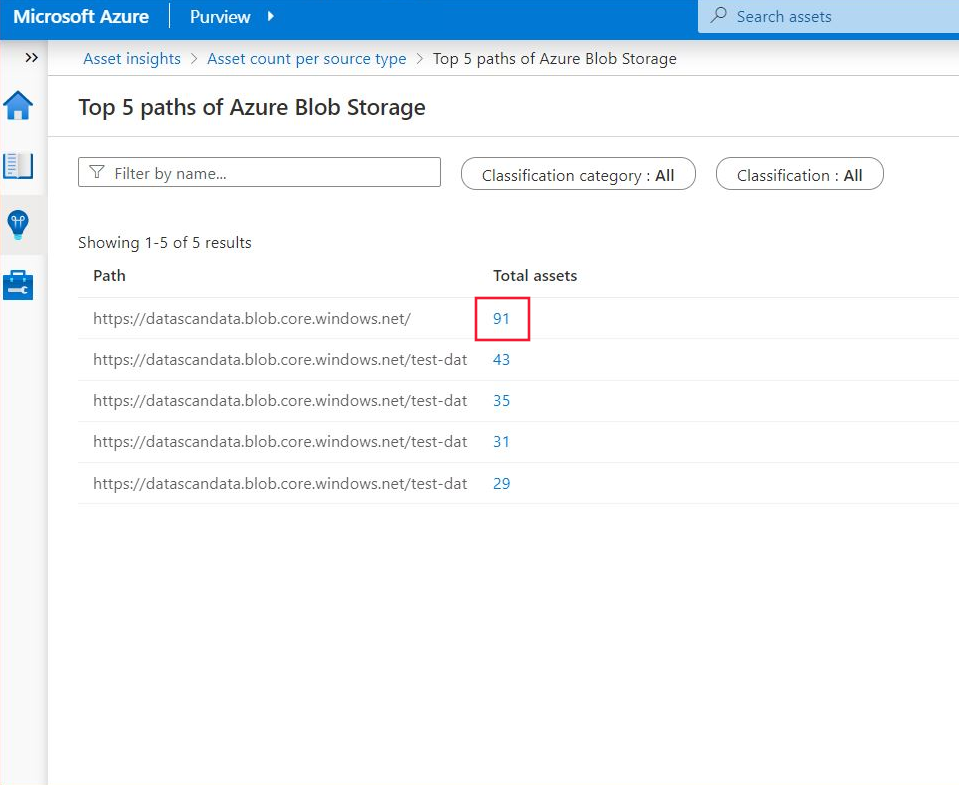 Microsoft Azure Purview Search assets
Asset insights > Asset count per source type > Top 5 paths of Azure Blob Storage
Top 5 paths of Azure Blob Storage
Filter by name... Classification category : All Classification : All
Showing 1-5 of 5 results
Path Total assets
https://datascandata.blob.core.windows.net/ 91
https://datascandata.blob.core.windows.net/test-dat 43
https://datascandata.blob.core.windows.net/test-dat 35
https://datascandata.blob.core.windows.net/test-dat 31
https://datascandata.blob.core.windows.net/test-dat 29